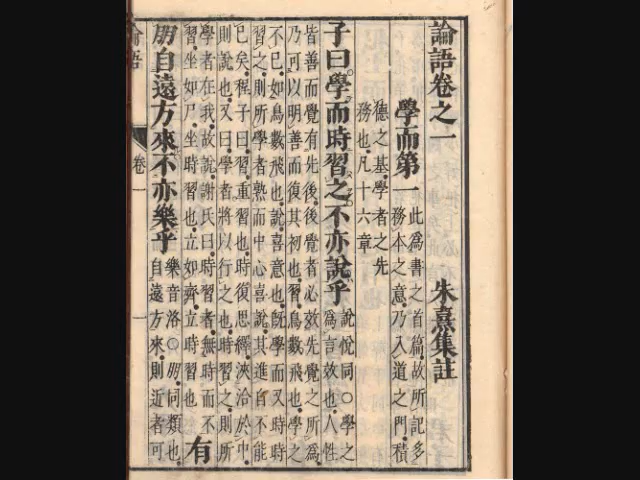 論語卷之一 朱熹集註
學而第一
此爲書之首篇故所記多
務本之意乃入道之門積
德之基學者之先
務也凡十六章
子曰學而時習之不亦說乎
說悅同○學之
爲言效也人性
皆善而覺有先後後覺者必效先覺之所爲
乃可以明善而復其初也習鳥數飛也學之
不已如鳥數飛也說喜意也旣學而又時時
習之則所學者熟而中心喜說其進自不能
已矣程子曰習重習也時復思繹浹洽於中
則說也又曰學者將以行之也時習之則所
學者在我故說謝氏曰時習者無時而不
習坐如尸坐時習也立如齊立時習也
有
朋自遠方來不亦樂乎
樂音洛○朋同類也
自遠方來則近者可
論語 卷一 一